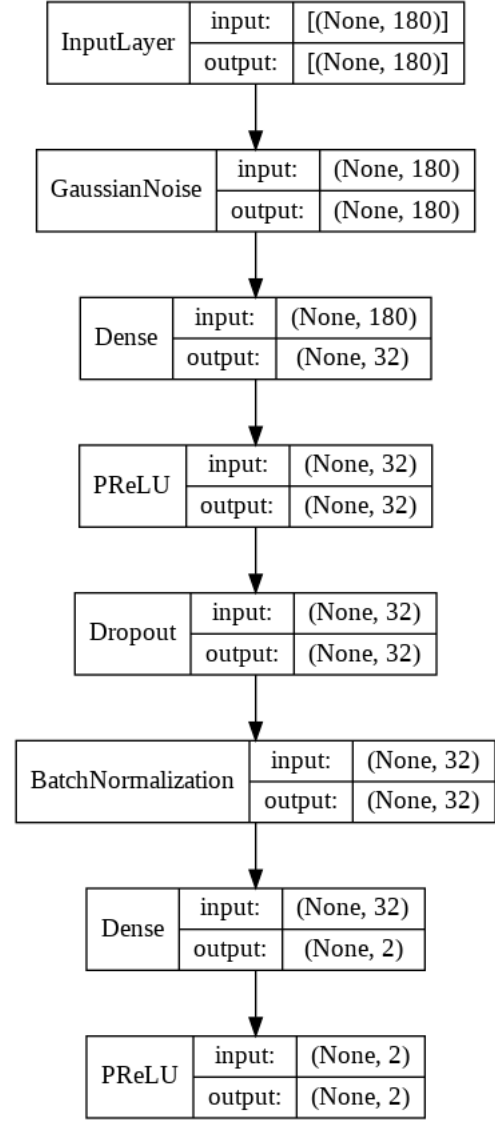 InputLayer
input: [(None, 180)]
output: [(None, 180)]
GaussianNoise
input: (None, 180)
output: (None, 180)
Dense
input: (None, 180)
output: (None, 32)
PReLU
input: (None, 32)
output: (None, 32)
Dropout
input: (None, 32)
output: (None, 32)
BatchNormalization
input: (None, 32)
output: (None, 32)
Dense
input: (None, 32)
output: (None, 2)
PReLU
input: (None, 2)
output: (None, 2)